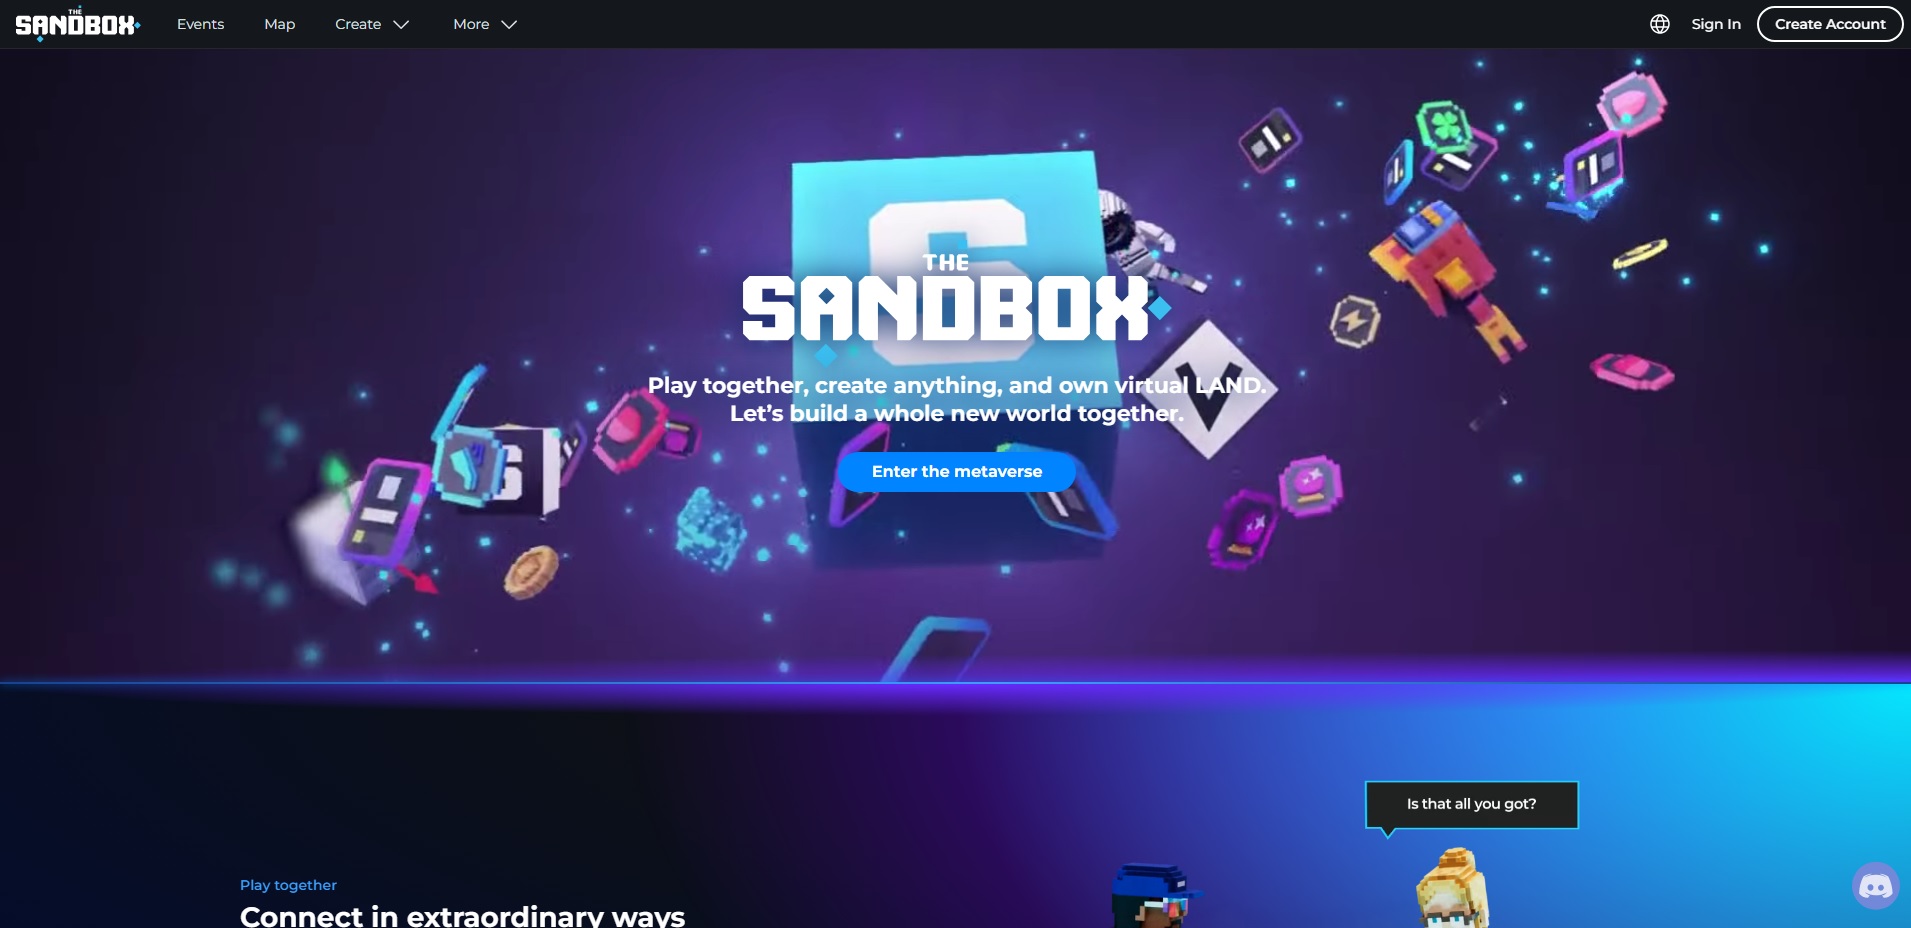 THE
SANDBOX
Events
Map
Create
More
Sign In
Create Account
S
THE
SANDBOX
V
Play together, create anything, and own virtual LAND.
Let’s build a whole new world together.
S
Enter the metaverse
Is that all you got?
Play together
Connect in extraordinary ways